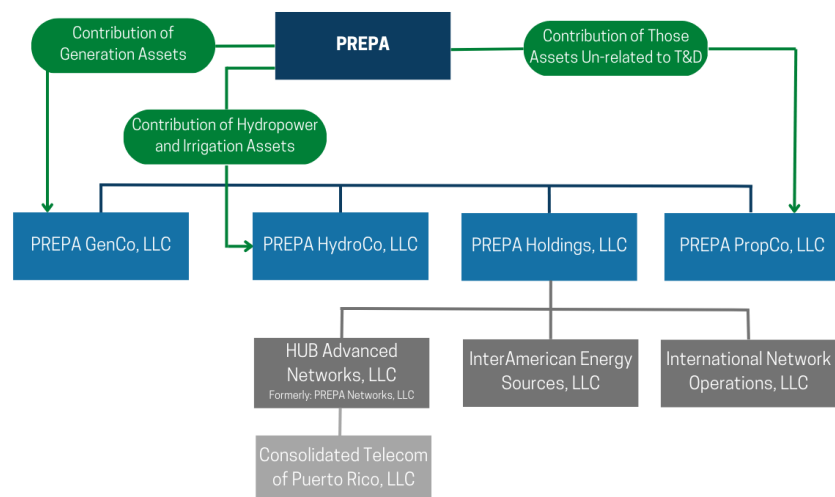 Contribution of
Generation Assets
PREPA
Contribution of Those
Assets Un-related to T&D
Contribution of Hydropower
and Irrigation Assets
PREPA GenCo, LLC
PREPA HydroCo, LLC
PREPA Holdings, LLC
PREPA PropCo, LLC
HUB Advanced
Networks, LLC
Formerly: PREPA Networks, LLC
InterAmerican Energy
Sources, LLC
International Network
Operations, LLC
Consolidated Telecom
of Puerto Rico, LLC